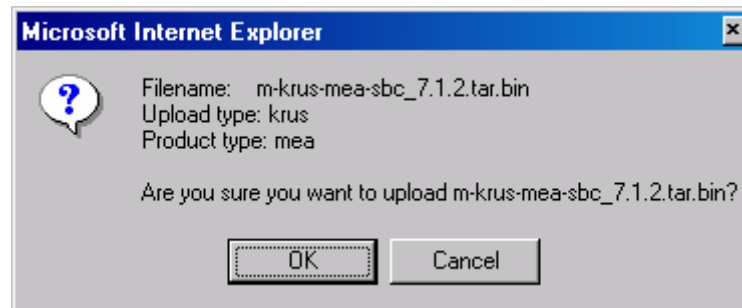 Microsoft Internet Explorer
Filename: m-krus-mea-sbc_7.1.2.tar.bin
Upload type: krus
Product type: mea
Are you sure you want to upload m-krus-mea-sbc_7.1.2.tar.bin?
OK
Cancel